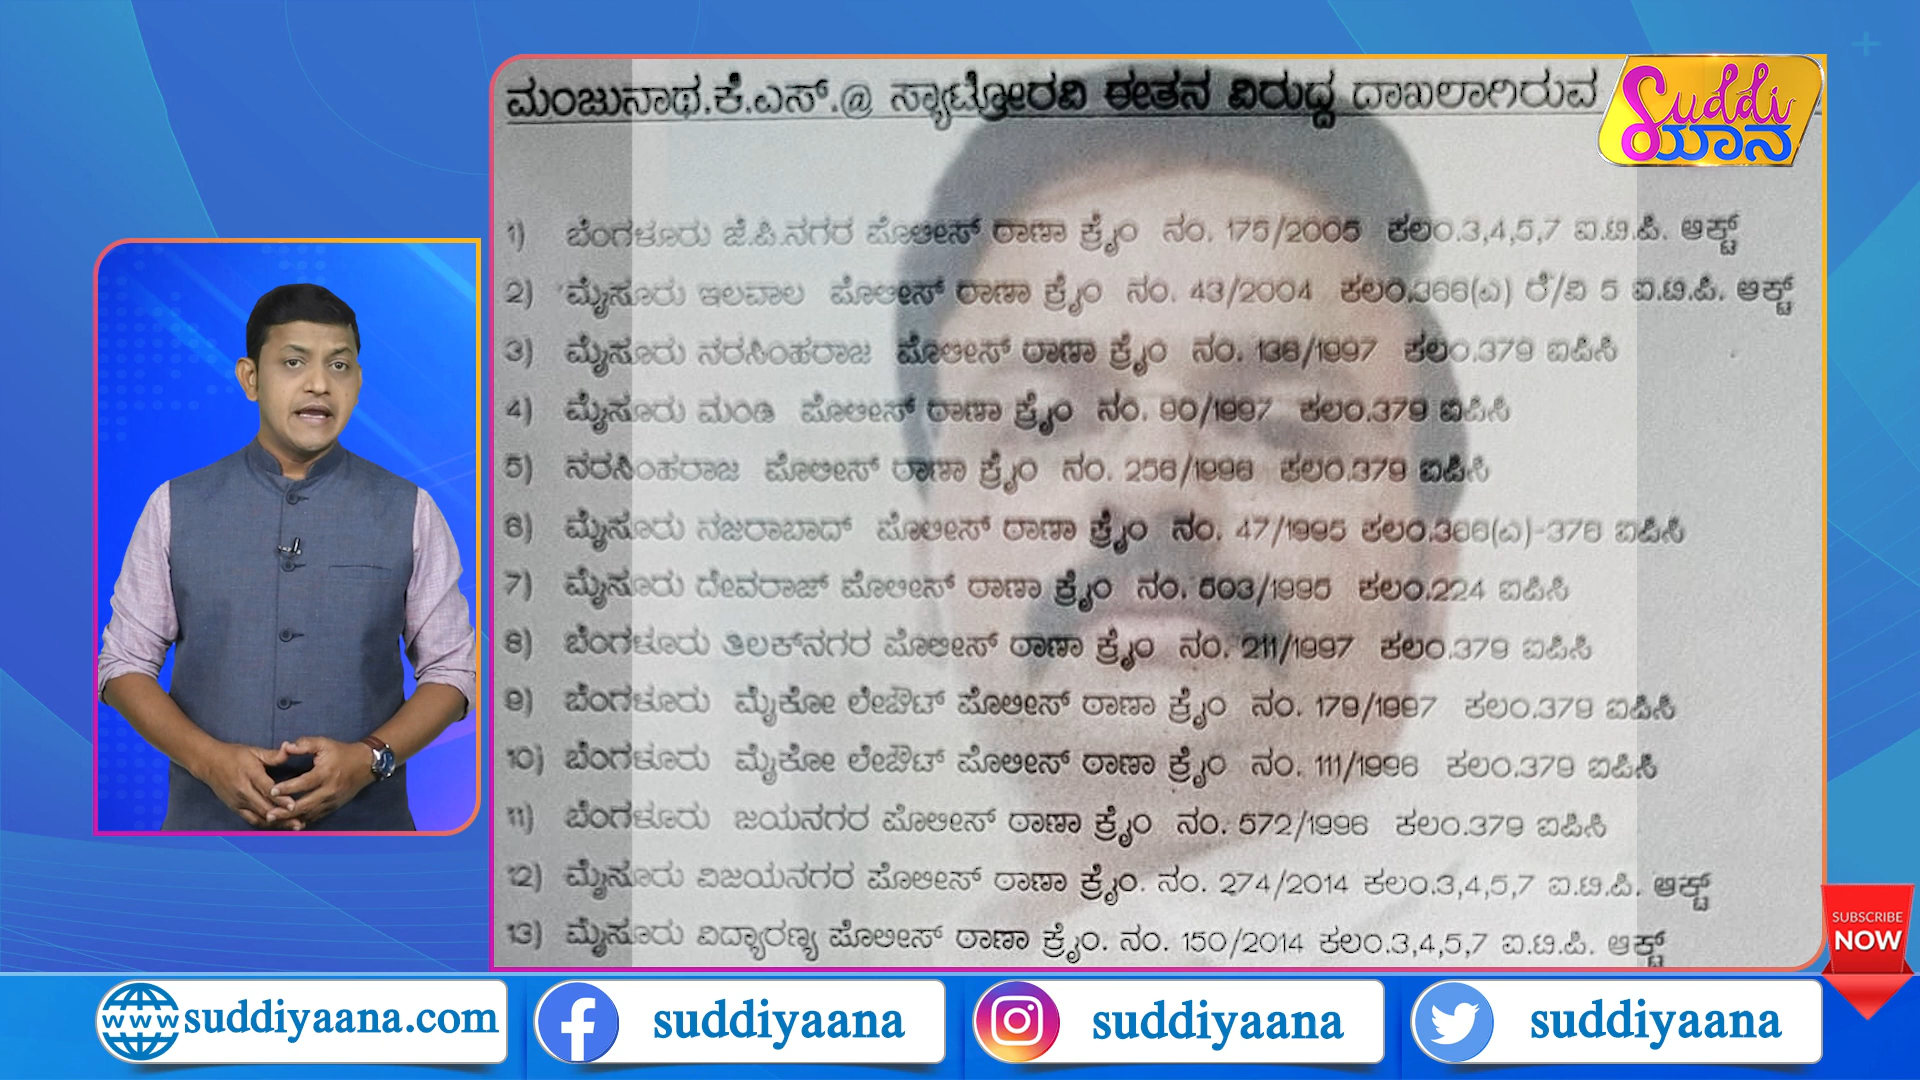 ಮಂಜುನಾಥ.ಕೆ.ಎಸ್.@ ಸ್ಯಾಟ್ರೋರವಿ ಈತನ ವಿರುದ್ಧ ದಾಖಲಾಗಿರುವ
Suddi
ಯಾನ
1) ಬೆಂಗಳೂರು ಜೆ.ಪಿ.ನಗರ ಪೊಲೀಸ್ ಠಾಣಾ ಕ್ರೈಂ ನಂ. 175/2005 ಕಲಂ.3,4,5,7 ಐ.ಟಿ.ಪಿ. ಆಕ್ಟ್
2) ಮೈಸೂರು ಇಲವಾಲ ಪೊಲೀಸ್ ಠಾಣಾ ಕ್ರೈಂ ನಂ. 43/2004 ಕಲಂ.366(ಎ) ರೆ/ವಿ 5 ಐ.ಟಿ.ಪಿ. ಆಕ್ಟ್
3) ಮೈಸೂರು ನರಸಿಂಹರಾಜ ಪೊಲೀಸ್ ಠಾಣಾ ಕ್ರೈಂ ನಂ. 136/1997 ಕಲಂ.379 ಐಪಿಸಿ
4) ಮೈಸೂರು ಮಂಡಿ ಪೊಲೀಸ್ ಠಾಣಾ ಕ್ರೈಂ ನಂ. 90/1997 ಕಲಂ.379 ಐಪಿಸಿ
5) ನರಸಿಂಹರಾಜ ಪೊಲೀಸ್ ಠಾಣಾ ಕ್ರೈಂ ನಂ. 256/1996 ಕಲಂ.379 ಐಪಿಸಿ
6) ಮೈಸೂರು ನಜರಾಬಾದ್ ಪೊಲೀಸ್ ಠಾಣಾ ಕ್ರೈಂ ನಂ. 47/1995 ಕಲಂ.366(ಎ)-376 ಐಪಿಸಿ
7) ಮೈಸೂರು ದೇವರಾಜ್ ಪೊಲೀಸ್ ಠಾಣಾ ಕ್ರೈಂ ನಂ. 503/1995 ಕಲಂ.224 ಐಪಿಸಿ
8) ಬೆಂಗಳೂರು ತಿಲಕ್‌ನಗರ ಪೊಲೀಸ್ ಠಾಣಾ ಕ್ರೈಂ ನಂ. 211/1997 ಕಲಂ.379 ಐಪಿಸಿ
9) ಬೆಂಗಳೂರು ಮೈಕೋ ಲೇಔಟ್ ಪೊಲೀಸ್ ಠಾಣಾ ಕ್ರೈಂ ನಂ. 179/1997 ಕಲಂ.379 ಐಪಿಸಿ
10) ಬೆಂಗಳೂರು ಮೈಕೋ ಲೇಔಟ್ ಪೊಲೀಸ್ ಠಾಣಾ ಕ್ರೈಂ ನಂ. 111/1996 ಕಲಂ.379 ಐಪಿಸಿ
11) ಬೆಂಗಳೂರು ಜಯನಗರ ಪೊಲೀಸ್ ಠಾಣಾ ಕ್ರೈಂ ನಂ. 572/1996 ಕಲಂ.379 ಐಪಿಸಿ
12) ಮೈಸೂರು ವಿಜಯನಗರ ಪೊಲೀಸ್ ಠಾಣಾ ಕ್ರೈಂ. ನಂ. 274/2014 ಕಲಂ.3,4,5,7 ಐ.ಟಿ.ಪಿ. ಆಕ್ಟ್
13) ಮೈಸೂರು ವಿದ್ಯಾರಣ್ಯ ಪೊಲೀಸ್ ಠಾಣಾ ಕ್ರೈಂ. ನಂ. 150/2014 ಕಲಂ.3,4,5,7 ಐ.ಟಿ.ಪಿ. ಆಕ್ಟ್
SUBSCRIBE
NOW
www suddiyaana.com suddiyaana suddiyaana suddiyaana